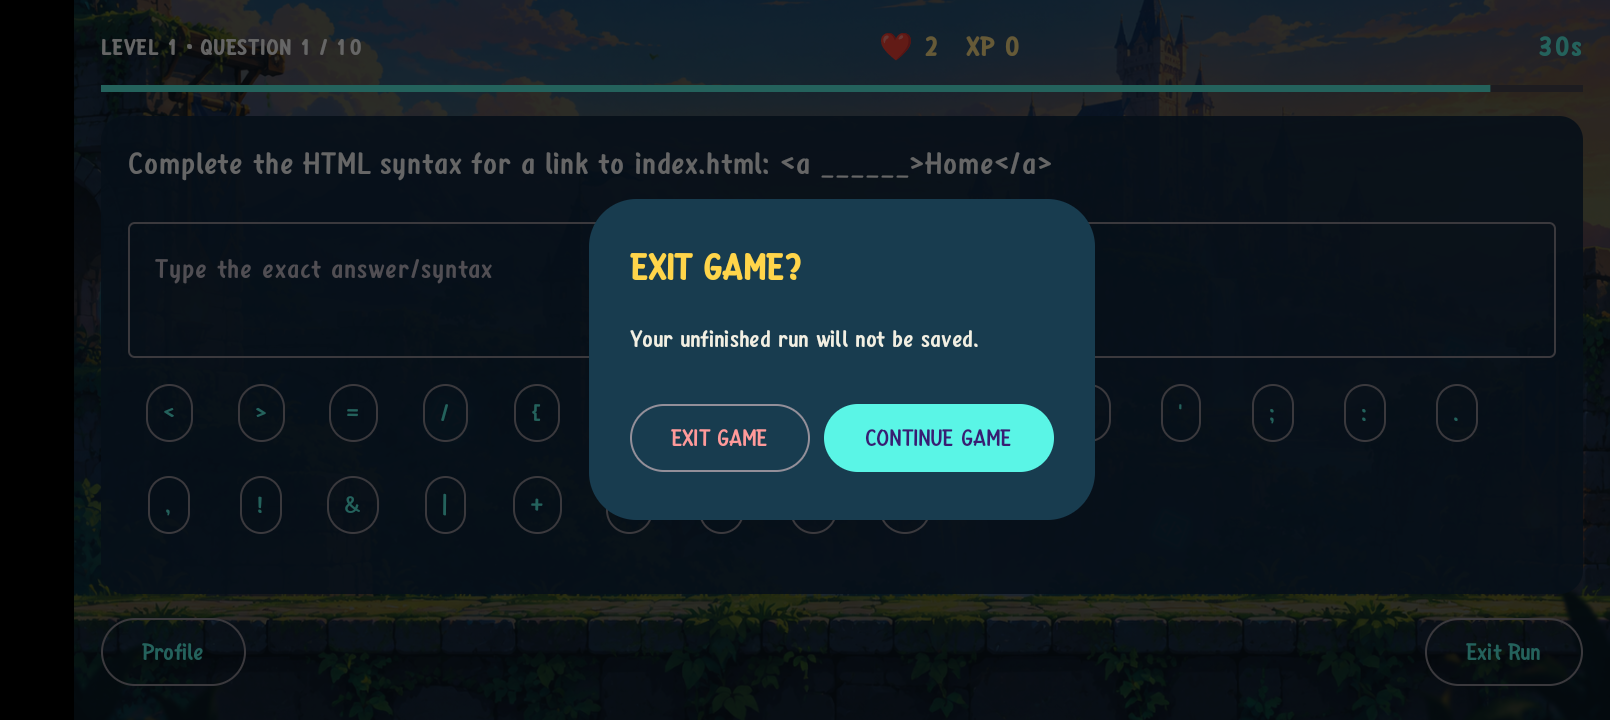 LEVEL 1 • QUESTION 1 / 10
❤️ 2 XP 0
30s
Complete the HTML syntax for a link to index.html: <a ______>Home</a>
Type the exact answer/syntax
EXIT GAME?
Your unfinished run will not be saved.
EXIT GAME
CONTINUE GAME
< > = / { ' ; : .
, ! & | +
Profile
Exit Run